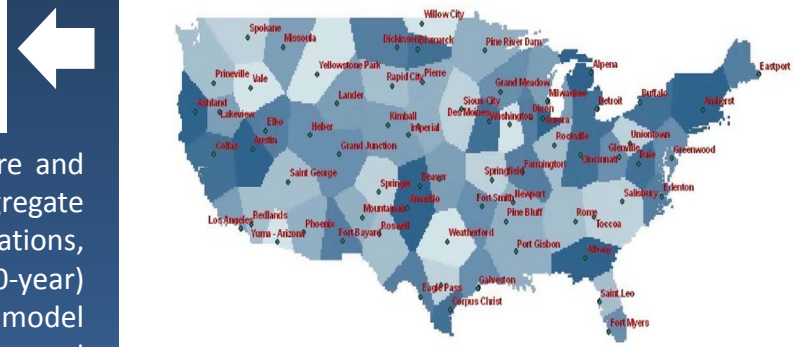 re and
regate
ations,
0-year)
model
Willow City
Spokane
Missoula
Dickinson
Bismarck
Pine River Dam
Alpena
Eastport
Prineville
Vale
Yellowstone Park
Rapid City
Pierre
Grand Meadow
Milwaukee
Buffalo
Ashland
Lakeview
Lander
Sioux City
Detroit
Amherst
Des Moines
Washington
Dixon
Aurora
Elko
Heber
Kimball
Imperial
Uniontown
Colfax
Austin
Grand Junction
Rockville
Glenville
Dale
Greenwood
Cincinnati
Farmington
Saint George
Springer
Beaver
Springfield
Edenton
Salisbury
Amarillo
Fort Smith
Newport
Los Angeles
Redlands
Mountainair
Pine Bluff
Rome
Toccoa
Yuma - Arizona
Phoenix
Fort Bayard
Roswell
Weatherford
Port Gisbon
Albany
Eagle Pass
Galveston
Saint Leo
Corpus Christ
Fort Myers